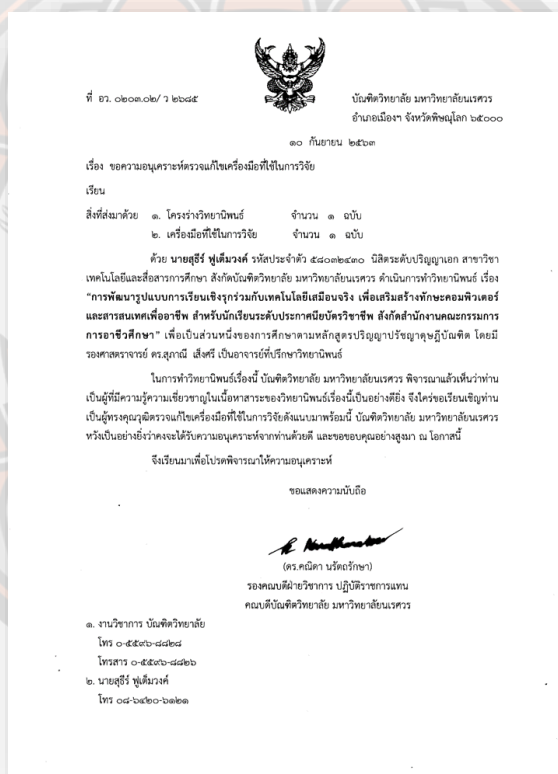 ที่ อว. ๐๒๐๓.๐๒/ ว ๒๖๘๕
บัณฑิตวิทยาลัย มหาวิทยาลัยนเรศวร
อำเภอเมืองฯ จังหวัดพิษณุโลก ๖๕๐๐๐
๑๐ กันยายน ๒๕๖๓
เรื่อง ขอความอนุเคราะห์ตรวจแก้ไขเครื่องมือที่ใช้ในการวิจัย
เรียน
สิ่งที่ส่งมาด้วย ๑. โครงร่างวิทยานิพนธ์ จำนวน ๑ ฉบับ
๒. เครื่องมือที่ใช้ในการวิจัย จำนวน ๑ ฉบับ
ด้วย นายสุธีร์ ฟูเต็มวงค์ รหัสประจำตัว ๕๘๐๓๒๔๓๐ นิสิตระดับปริญญาเอก สาขาวิชา
เทคโนโลยีและสื่อสารการศึกษา สังกัดบัณฑิตวิทยาลัย มหาวิทยาลัยนเรศวร ดำเนินการทำวิทยานิพนธ์ เรื่อง
"การพัฒนารูปแบบการเรียนเชิงรุกร่วมกับเทคโนโลยีเสมือนจริง เพื่อเสริมสร้างทักษะคอมพิวเตอร์
และสารสนเทศเพื่ออาชีพ สำหรับนักเรียนระดับประกาศนียบัตรวิชาชีพ สังกัดสำนักงานคณะกรรมการ
การอาชีวศึกษา" เพื่อเป็นส่วนหนึ่งของการศึกษาตามหลักสูตรปริญญาปรัชญาดุษฎีบัณฑิต โดยมี
รองศาสตราจารย์ ดร.สุภาณี เส็งศรี เป็นอาจารย์ที่ปรึกษาวิทยานิพนธ์
ในการทำวิทยานิพนธ์เรื่องนี้ บัณฑิตวิทยาลัย มหาวิทยาลัยนเรศวร พิจารณาแล้วเห็นว่าท่าน
เป็นผู้ที่มีความรู้ความเชี่ยวชาญในเนื้อหาสาระของวิทยานิพนธ์เรื่องนี้เป็นอย่างดียิ่ง จึงใคร่ขอเรียนเชิญท่าน
เป็นผู้ทรงคุณวุฒิตรวจแก้ไขเครื่องมือที่ใช้ในการวิจัยดังแนบมาพร้อมนี้ บัณฑิตวิทยาลัย มหาวิทยาลัยนเรศวร
หวังเป็นอย่างยิ่งว่าคงจะได้รับความอนุเคราะห์จากท่านด้วยดี และขอขอบคุณอย่างสูงมา ณ โอกาสนี้
จึงเรียนมาเพื่อโปรดพิจารณาให้ความอนุเคราะห์
ขอแสดงความนับถือ
(ดร.คณิตา นรัตถรักษา)
รองคณบดีฝ่ายวิชาการ ปฏิบัติราชการแทน
คณบดีบัณฑิตวิทยาลัย มหาวิทยาลัยนเรศวร
๑. งานวิชาการ บัณฑิตวิทยาลัย
โทร ๐-๕๕๙๖-๘๘๒๘
โทรสาร ๐-๕๕๙๖-๘๘๒๖
๒. นายสุธีร์ ฟูเต็มวงค์
โทร ๐๘-๖๔๒๐-๖๑๒๑